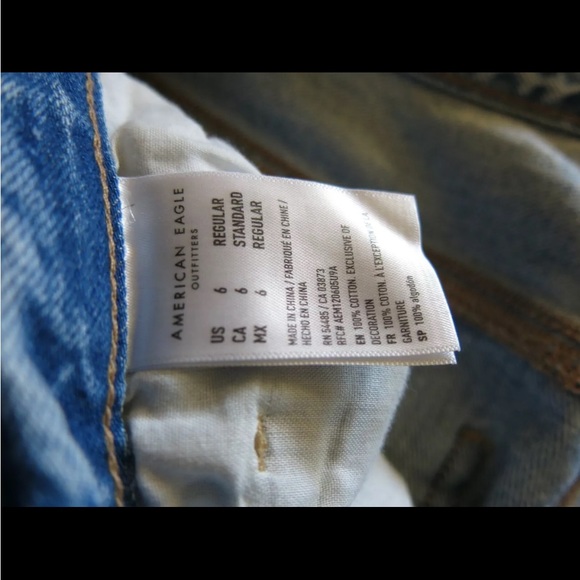 AMERICAN EAGLE
OUTFITTERS
US 6 REGULAR
CA 6 STANDARD
MX 6 REGULAR
MADE IN CHINA / FABRIQUÉ EN CHINE /
HECHO EN CHINA
RN 54485 / CA 03873
RFC# AEM120605U9A
EN 100% COTTON. EXCLUSIVE OF
DECORATION
FR 100% COTON. À L'EXCEPTION DE LA
GARNITURE
SP 100% algodón